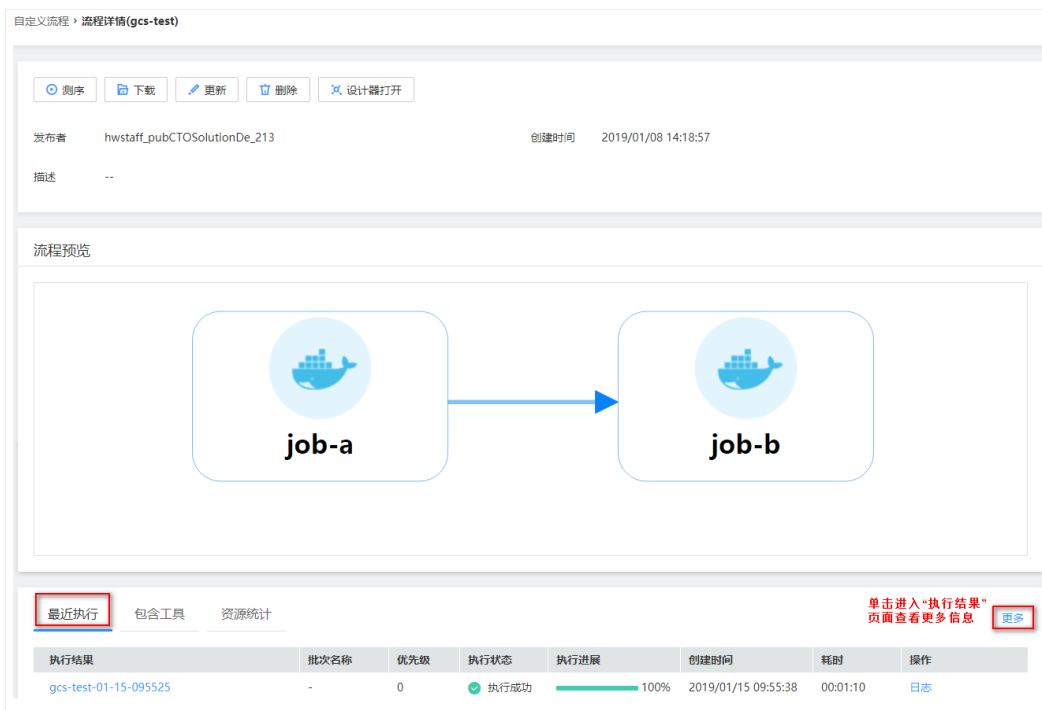 自定义流程 › 流程详情(gcs-test)
测序 下载 更新 删除 设计器打开
发布者 hwstaff_pubCTOSolutionDe_213 创建时间 2019/01/08 14:18:57
描述 --
流程预览
job-a job-b
最近执行 包含工具 资源统计
单击进入“执行结果”
页面查看更多信息
更多
执行结果 批次名称 优先级 执行状态 执行进展 创建时间 耗时 操作
gcs-test-01-15-095525 - 0 执行成功 100% 2019/01/15 09:55:38 00:01:10 日志